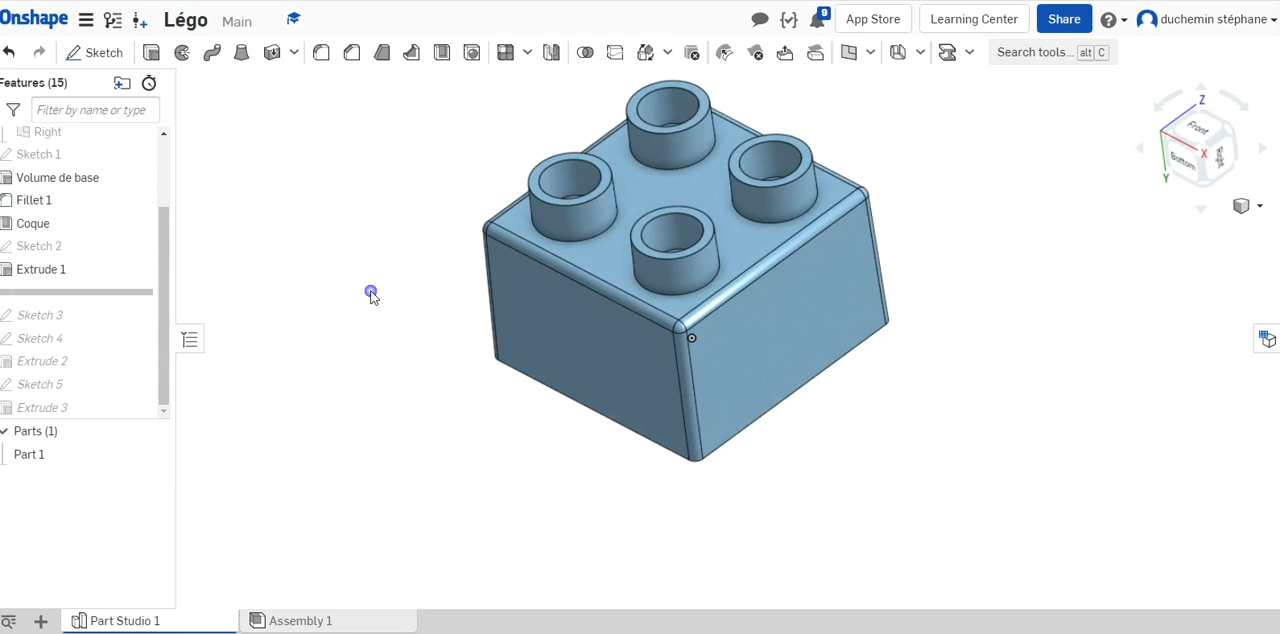 Onshape Légo Main 9 App Store Learning Center Share duchemin stéphane
Sketch Search tools... alt C
Features (15)
Filter by name or type
Right
Sketch 1
Volume de base
Fillet 1
Coque
Sketch 2
Extrude 1
Sketch 3
Sketch 4
Extrude 2
Sketch 5
Extrude 3
Parts (1)
Part 1
Z
Front
X
Bottom
Y
Part Studio 1 Assembly 1